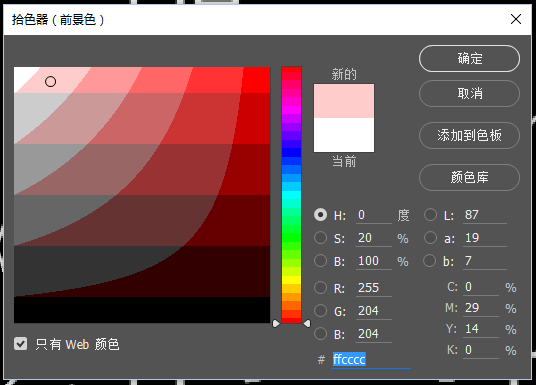 拾色器（前景色）
新的
当前
确定
取消
添加到色板
颜色库
H: 0 度
S: 20 %
B: 100 %
R: 255
G: 204
B: 204
# ffcccc
L: 87
a: 19
b: 7
C: 0 %
M: 29 %
Y: 14 %
K: 0 %
只有 Web 颜色